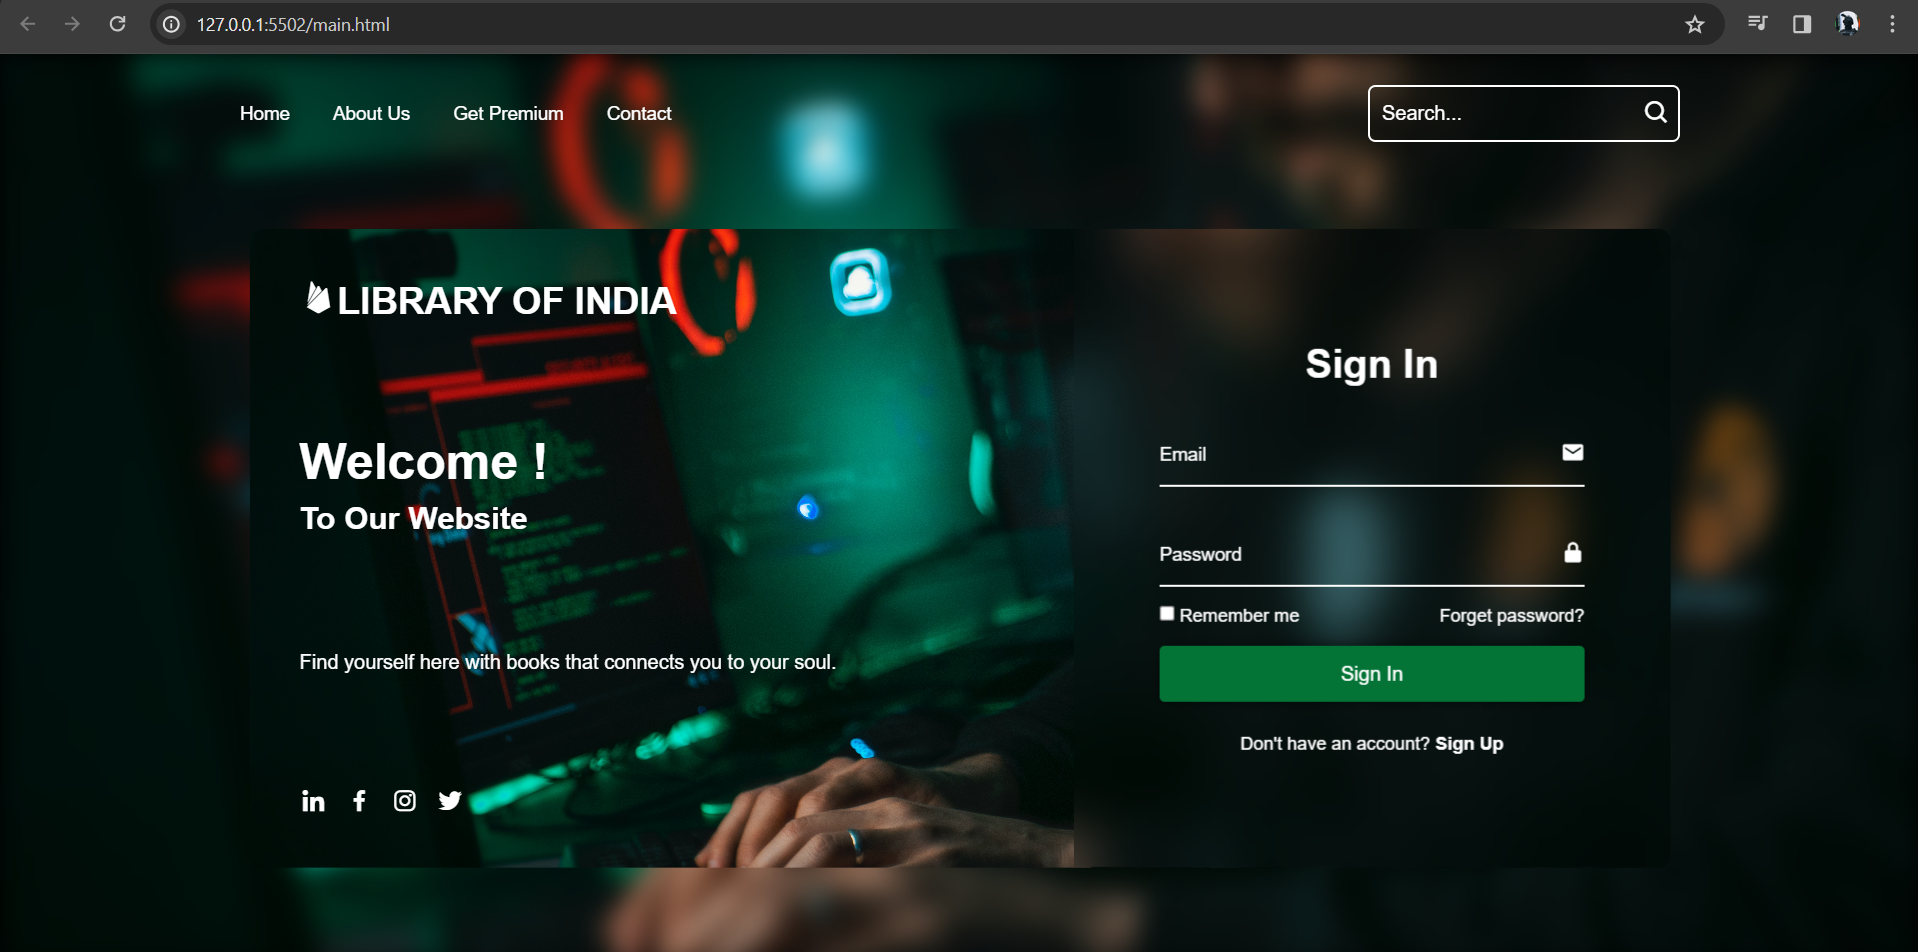 127.0.0.1:5502/main.html
Home About Us Get Premium Contact Search...
LIBRARY OF INDIA
Welcome !
To Our Website
Find yourself here with books that connects you to your soul.
Sign In
Email
Password
Remember me Forget password?
Sign In
Don't have an account? Sign Up